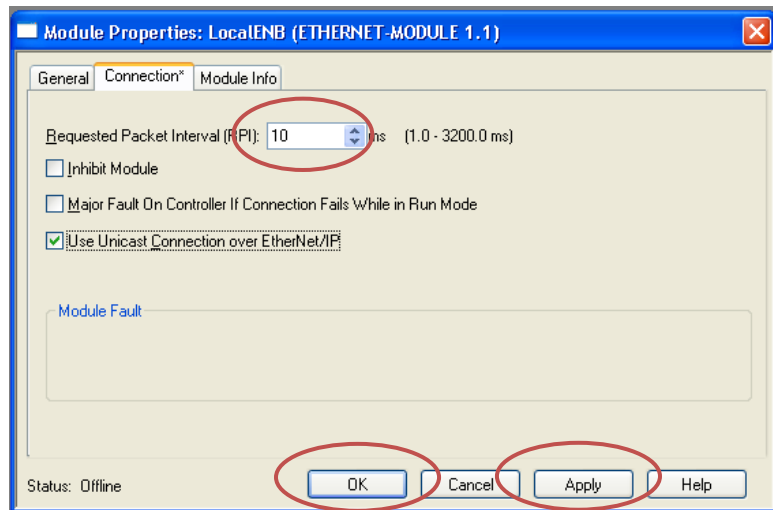 Module Properties: LocalENB (ETHERNET-MODULE 1.1)
General Connection* Module Info
Requested Packet Interval (RPI): 10 ms (1.0 - 3200.0 ms)
Inhibit Module
Major Fault On Controller If Connection Fails While in Run Mode
Use Unicast Connection over EtherNet/IP
Module Fault
Status: Offline OK Cancel Apply Help